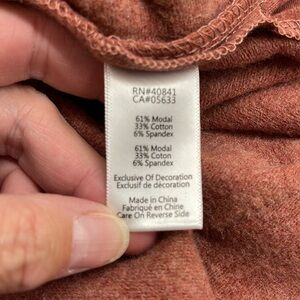 RN#40841
CA#05633
61% Modal
33% Cotton
6% Spandex
61% Modal
33% Coton
6% Spandex
Exclusive Of Decoration
Exclusif de décoration
Made in China
Fabriqué en Chine
Care On Reverse Side